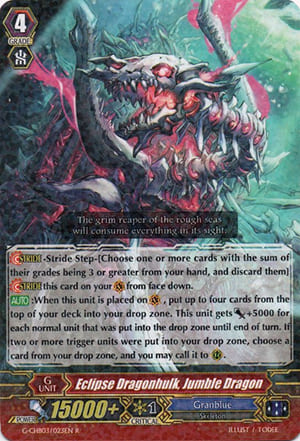 4
GRADE
The grim reaper of the rough seas
will consume everything in its sight.
STRIDE -Stride Step-[Choose one or more cards with the sum of
their grades being 3 or greater from your hand, and discard them]
STRIDE this card on your from face down.
AUTO :When this unit is placed on , put up to four cards from the
top of your deck into your drop zone. This unit gets +5000 for
each normal unit that was put into the drop zone until end of turn. If
two or more trigger units were put into your drop zone, choose a
card from your drop zone, and you may call it to .
G UNIT
Eclipse Dragonhulk, Jumble Dragon
POWER
15000+
1
CRITICAL
Granblue
Skeleton
G-CHB03/023EN R
ILLUST / TODEE